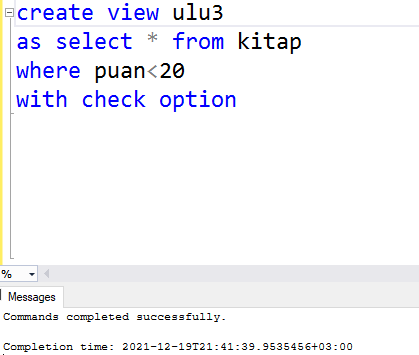 create view ulu3
as select * from kitap
where puan<20
with check option
%
Messages
Commands completed successfully.
Completion time: 2021-12-19T21:41:39.9535456+03:00